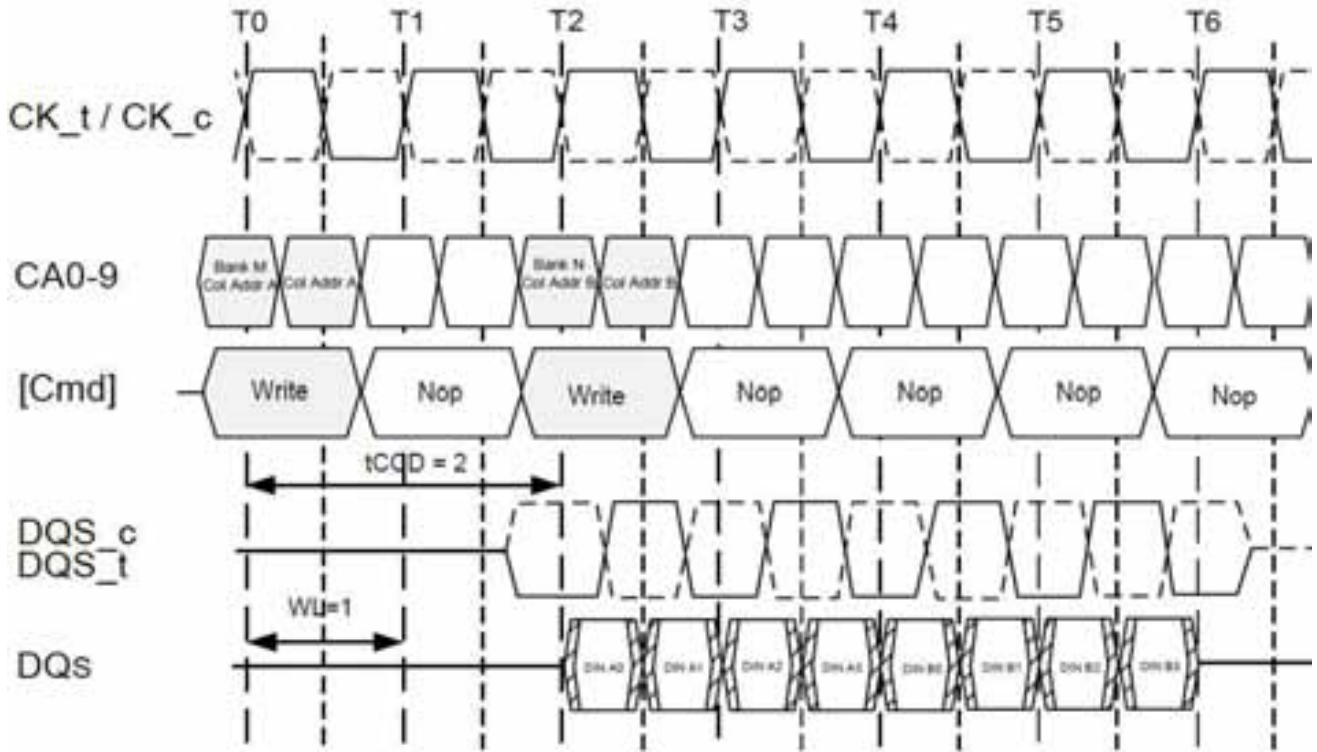 T0 T1 T2 T3 T4 T5 T6
CK_t / CK_c
CA0-9
Bank M
Col Addr A
Col Addr A
Bank N
Col Addr B
Col Addr B
[Cmd]
Write Nop Write Nop Nop Nop Nop
tCCD = 2
DQS_c
DQS_t
WL=1
DQs
DIN A0 DIN A1 DIN A2 DIN A3 DIN B0 DIN B1 DIN B2 DIN B3